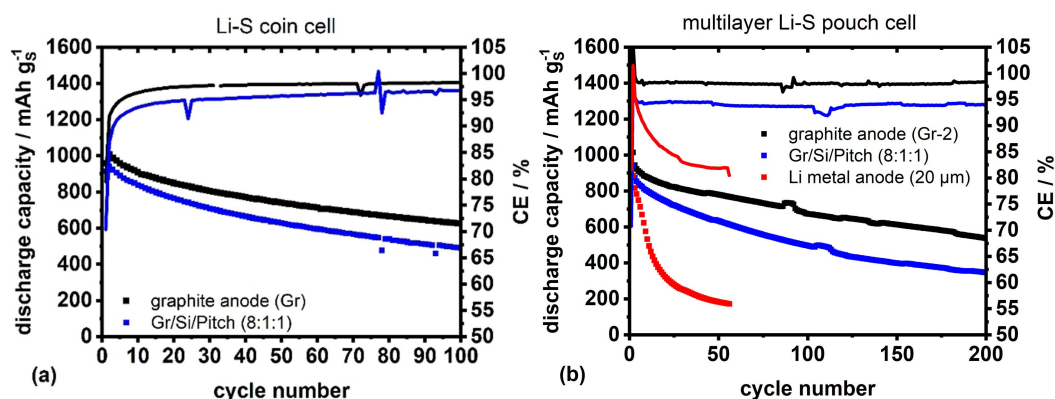 Li-S coin cell
discharge capacity / mAh gs⁻¹
1600
1400
1200
1000
800
600
400
200
0
105
100
95
90
85
80
75
70
65
60
55
50
CE / %
graphite anode (Gr)
Gr/Si/Pitch (8:1:1)
0 10 20 30 40 50 60 70 80 90 100
(a)
cycle number
multilayer Li-S pouch cell
discharge capacity / mAh gs⁻¹
1600
1400
1200
1000
800
600
400
200
0
105
100
95
90
85
80
75
70
65
60
55
50
CE / %
graphite anode (Gr-2)
Gr/Si/Pitch (8:1:1)
Li metal anode (20 µm)
0 50 100 150 200
(b)
cycle number